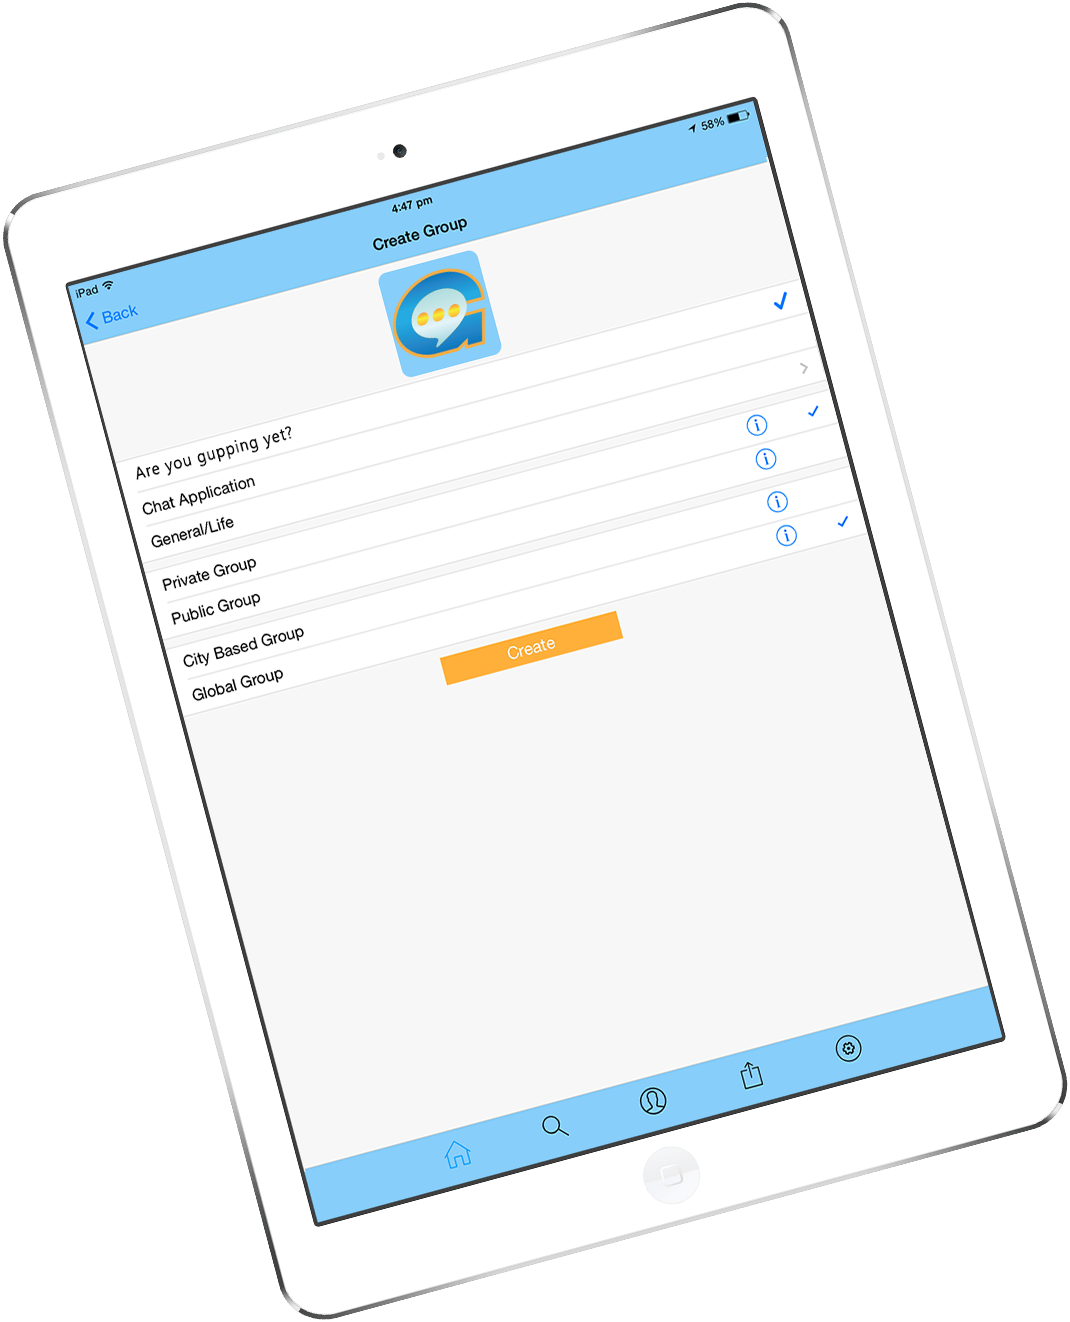 iPad
4:47 pm
58%
Back
Create Group
Are you gupping yet?
Chat Application
General/Life
Private Group
Public Group
City Based Group
Global Group
Create